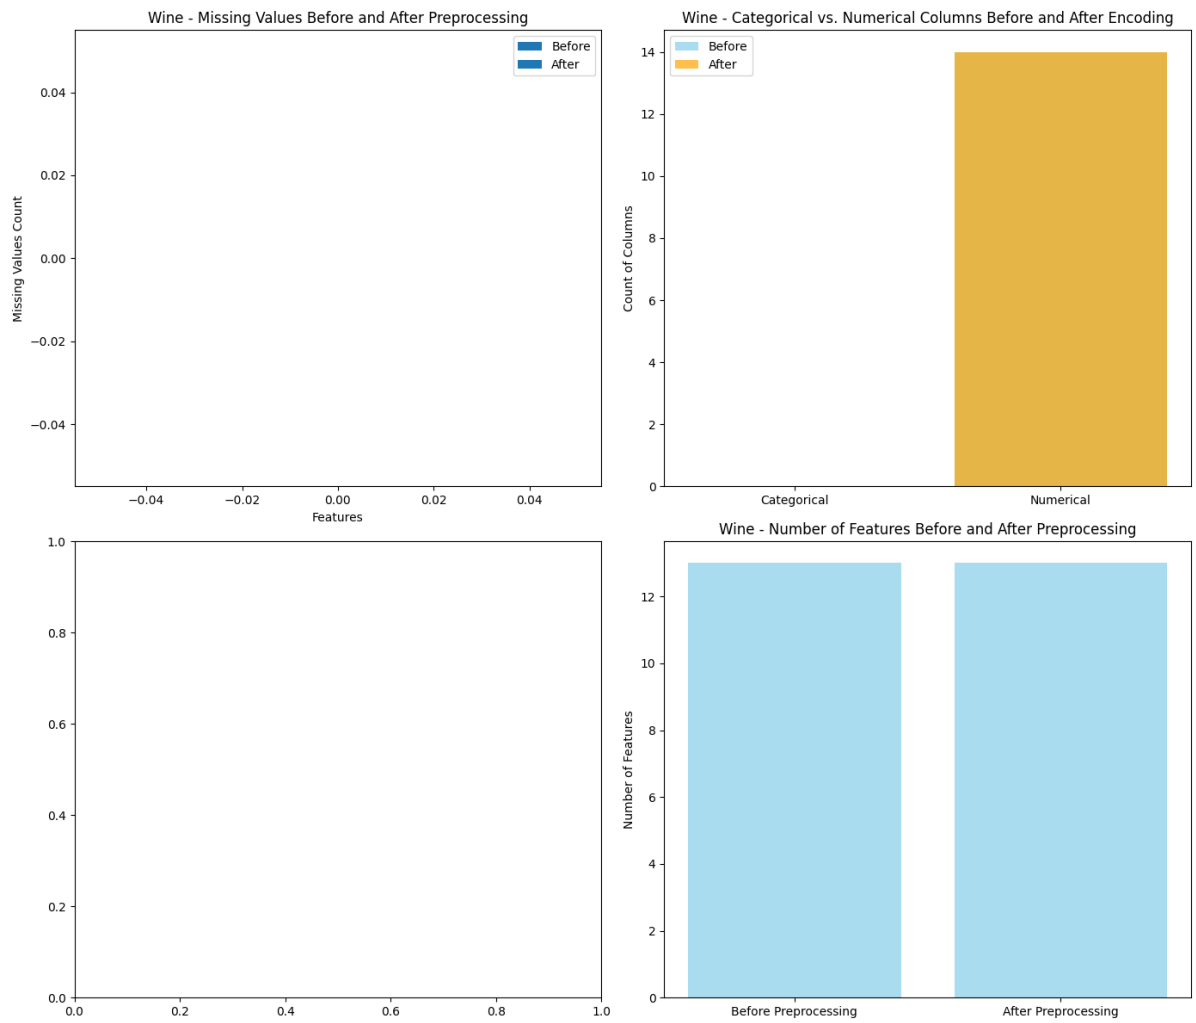 Wine - Missing Values Before and After Preprocessing
Before
After
0.04
0.02
0.00
−0.02
−0.04
Missing Values Count
−0.04
−0.02
0.00
0.02
0.04
Features
Wine - Categorical vs. Numerical Columns Before and After Encoding
Before
After
14
12
10
8
6
4
2
0
Count of Columns
Categorical
Numerical
1.0
0.8
0.6
0.4
0.2
0.0
0.0
0.2
0.4
0.6
0.8
1.0
Wine - Number of Features Before and After Preprocessing
12
10
8
6
4
2
0
Number of Features
Before Preprocessing
After Preprocessing